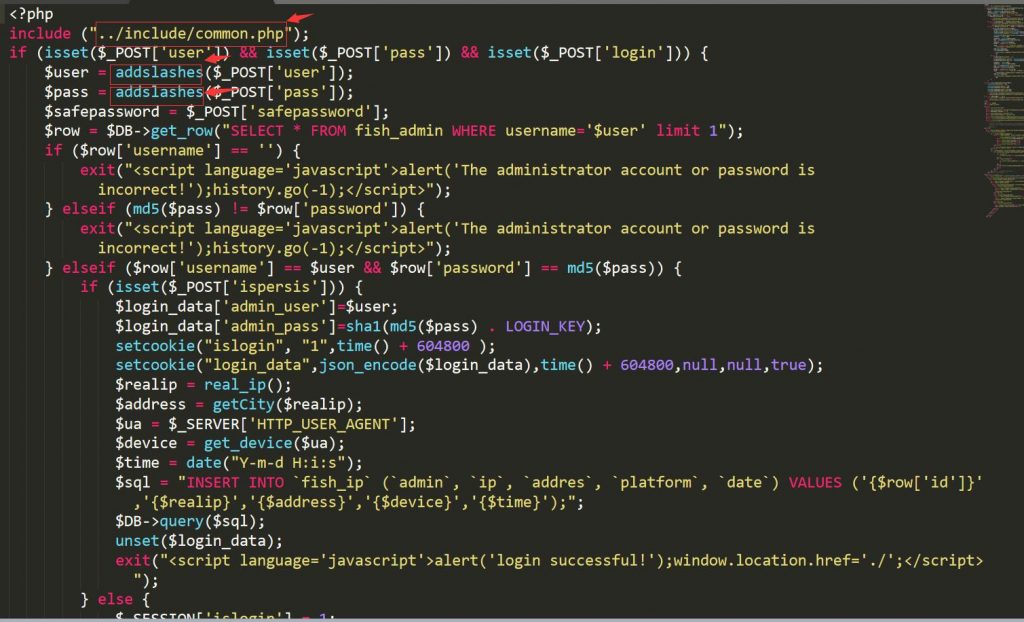 <?php
include ("../include/common.php");
if (isset($_POST['user']) && isset($_POST['pass']) && isset($_POST['login'])) {
    $user = addslashes($_POST['user']);
    $pass = addslashes($_POST['pass']);
    $safepassword = $_POST['safepassword'];
    $row = $DB->get_row("SELECT * FROM fish_admin WHERE username='$user' limit 1");
    if ($row['username'] == '') {
        exit("<script language='javascript'>alert('The administrator account or password is
          incorrect!');history.go(-1);</script>");
    } elseif (md5($pass) != $row['password']) {
        exit("<script language='javascript'>alert('The administrator account or password is
          incorrect!');history.go(-1);</script>");
    } elseif ($row['username'] == $user && $row['password'] == md5($pass)) {
        if (isset($_POST['ispersis'])) {
            $login_data['admin_user']=$user;
            $login_data['admin_pass']=sha1(md5($pass) . LOGIN_KEY);
            setcookie("islogin", "1",time() + 604800 );
            setcookie("login_data",json_encode($login_data),time() + 604800,null,null,true);
            $realip = real_ip();
            $address = getCity($realip);
            $ua = $_SERVER['HTTP_USER_AGENT'];
            $device = get_device($ua);
            $time = date("Y-m-d H:i:s");
            $sql = "INSERT INTO `fish_ip` (`admin`, `ip`, `addres`, `platform`, `date`) VALUES ('{$row['id']}'
              ,'{$realip}','{$address}','{$device}','{$time}');";
            $DB->query($sql);
            unset($login_data);
            exit("<script language='javascript'>alert('login successful!');window.location.href='./';</script>
              ");
        } else {
            $_SESSION['islogin'] = 1;